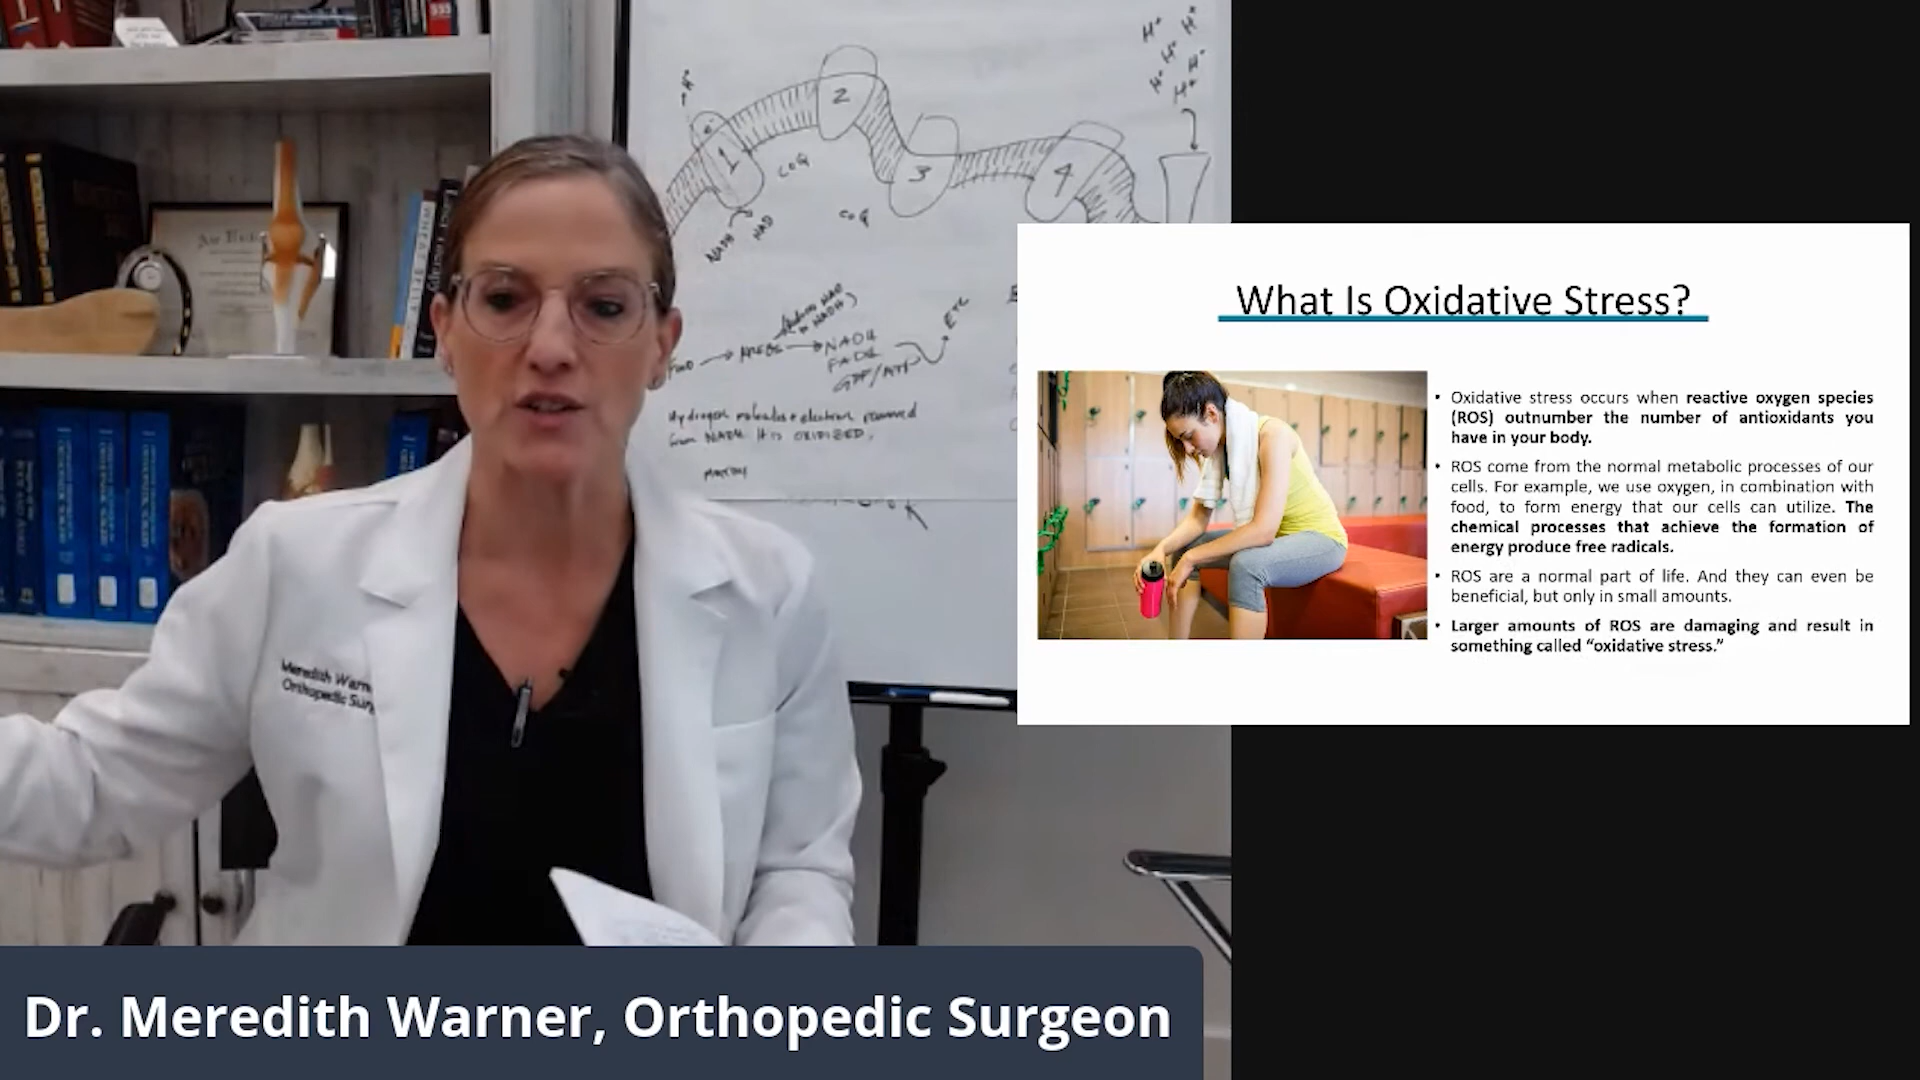 H+ H+
H+ H+
H+ H+
H+
2
1
3
4
CoQ
CoQ
NADH NAD
Food → KREBS → NADH
FADH
GDP/ATP
ETC
Hydrogen molecules + electron removed
from NADH. It is OXIDIZED.
What Is Oxidative Stress?
• Oxidative stress occurs when reactive oxygen species
(ROS) outnumber the number of antioxidants you
have in your body.
• ROS come from the normal metabolic processes of our
cells. For example, we use oxygen, in combination with
food, to form energy that our cells can utilize. The
chemical processes that achieve the formation of
energy produce free radicals.
• ROS are a normal part of life. And they can even be
beneficial, but only in small amounts.
• Larger amounts of ROS are damaging and result in
something called “oxidative stress.”
Meredith Warn
Orthopedic Surg
Dr. Meredith Warner, Orthopedic Surgeon